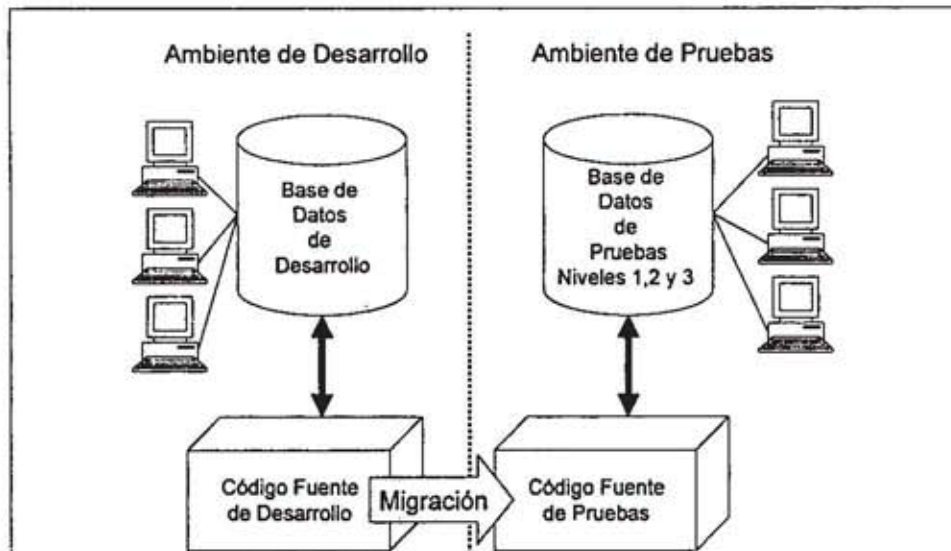 Ambiente de Desarrollo
Ambiente de Pruebas
Base de
Datos
de
Desarrollo
Base de
Datos
de
Pruebas
Niveles 1,2 y 3
Código Fuente
de Desarrollo
Migración
Código Fuente
de Pruebas